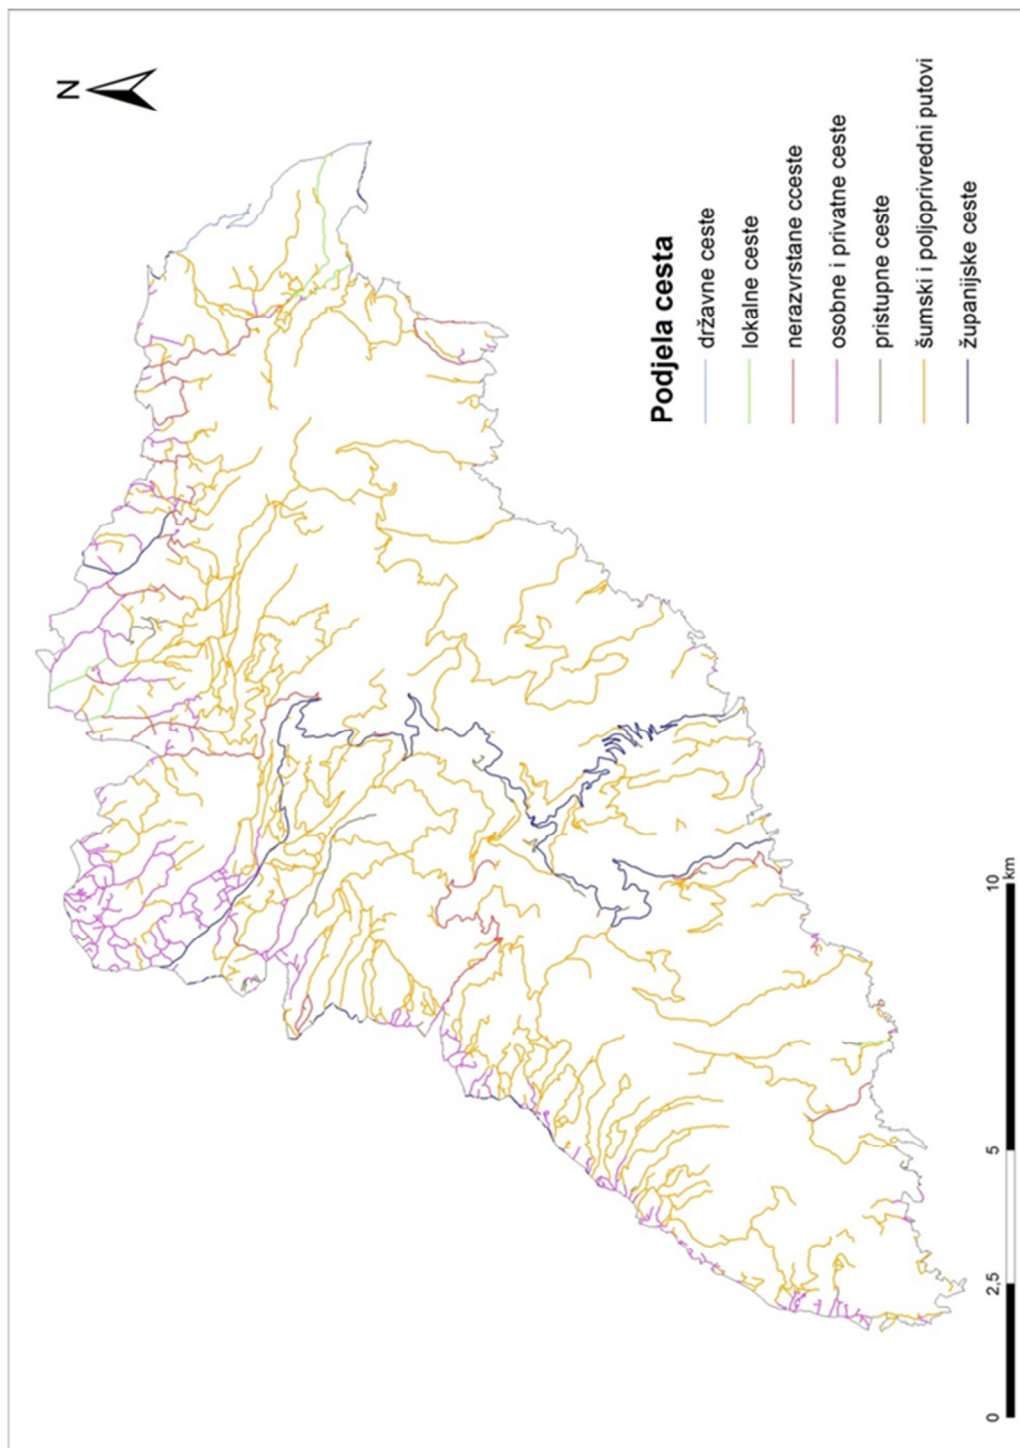 N
Podjela cesta
državne ceste
lokalne ceste
nerazvrstane cceste
osobne i privatne ceste
pristupne ceste
šumski i poljoprivredni putovi
županijske ceste
0 2,5 5 10
km